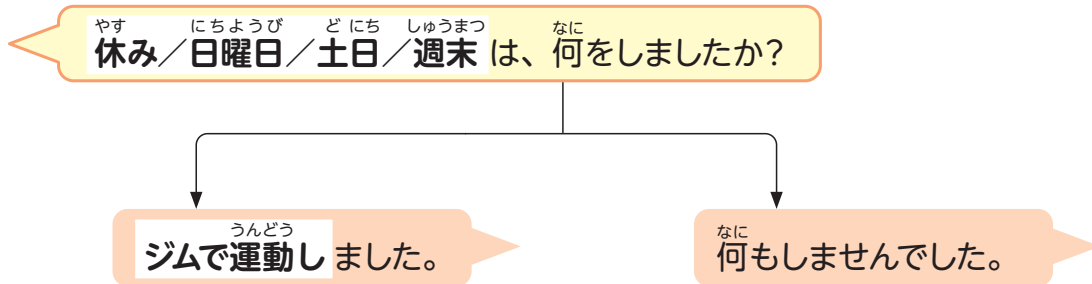 やす にちようび どにち しゅうまつ なに
休み／日曜日／土日／週末 は、何をしましたか？
うんどう
ジムで運動し ました。
なに
何もしませんでした。